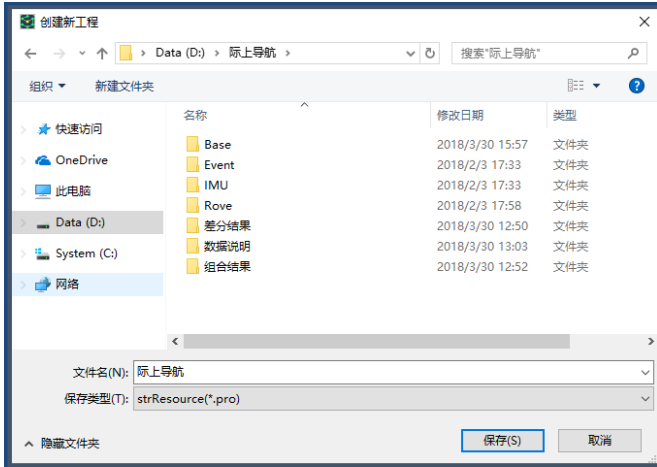 创建新工程
Data (D:) 际上导航
搜索"际上导航"
组织 新建文件夹
名称 修改日期 类型
快速访问
OneDrive
此电脑
Data (D:)
System (C:)
网络
Base 2018/3/30 15:57 文件夹
Event 2018/2/3 17:33 文件夹
IMU 2018/2/3 17:33 文件夹
Rove 2018/2/3 17:58 文件夹
差分结果 2018/3/30 12:50 文件夹
数据说明 2018/3/30 13:03 文件夹
组合结果 2018/3/30 12:52 文件夹
文件名(N): 际上导航
保存类型(T): strResource(*.pro)
隐藏文件夹 保存(S) 取消